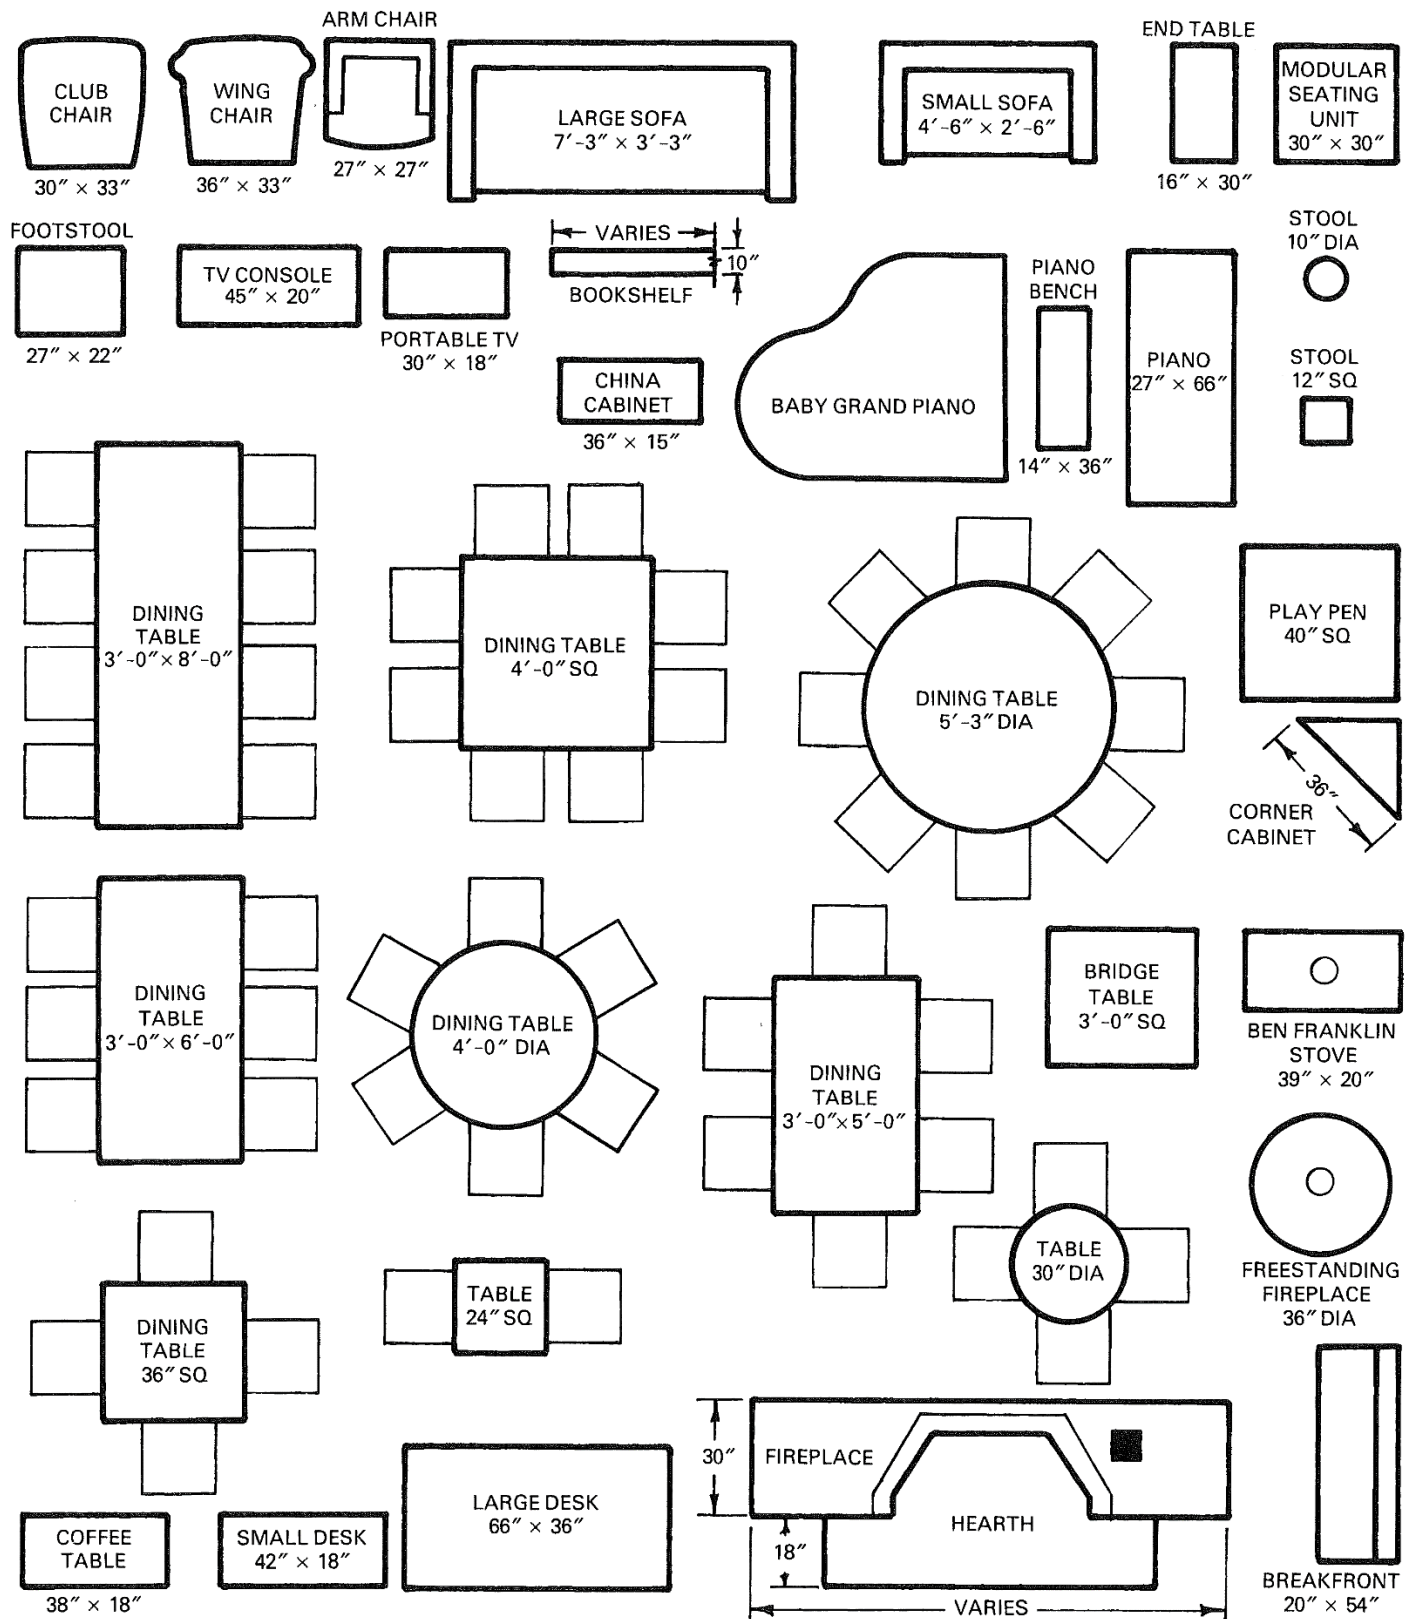 ARM CHAIR
CLUB
CHAIR
30″ × 33″
WING
CHAIR
36″ × 33″
27″ × 27″
LARGE SOFA
7′-3″ × 3′-3″
SMALL SOFA
4′-6″ × 2′-6″
END TABLE
16″ × 30″
MODULAR
SEATING
UNIT
30″ × 30″
FOOTSTOOL
27″ × 22″
TV CONSOLE
45″ × 20″
PORTABLE TV
30″ × 18″
VARIES
10″
BOOKSHELF
CHINA
CABINET
36″ × 15″
BABY GRAND PIANO
PIANO
BENCH
14″ × 36″
PIANO
27″ × 66″
STOOL
10″ DIA
STOOL
12″ SQ
DINING
TABLE
3′-0″ × 8′-0″
DINING TABLE
4′-0″ SQ
DINING TABLE
5′-3″ DIA
PLAY PEN
40″ SQ
36″
CORNER
CABINET
DINING
TABLE
3′-0″ × 6′-0″
DINING TABLE
4′-0″ DIA
DINING
TABLE
3′-0″ × 5′-0″
BRIDGE
TABLE
3′-0″ SQ
BEN FRANKLIN
STOVE
39″ × 20″
DINING
TABLE
36″ SQ
TABLE
24″ SQ
TABLE
30″ DIA
FREESTANDING
FIREPLACE
36″ DIA
COFFEE
TABLE
38″ × 18″
SMALL DESK
42″ × 18″
LARGE DESK
66″ × 36″
30″
FIREPLACE
HEARTH
18″
VARIES
BREAKFRONT
20″ × 54″